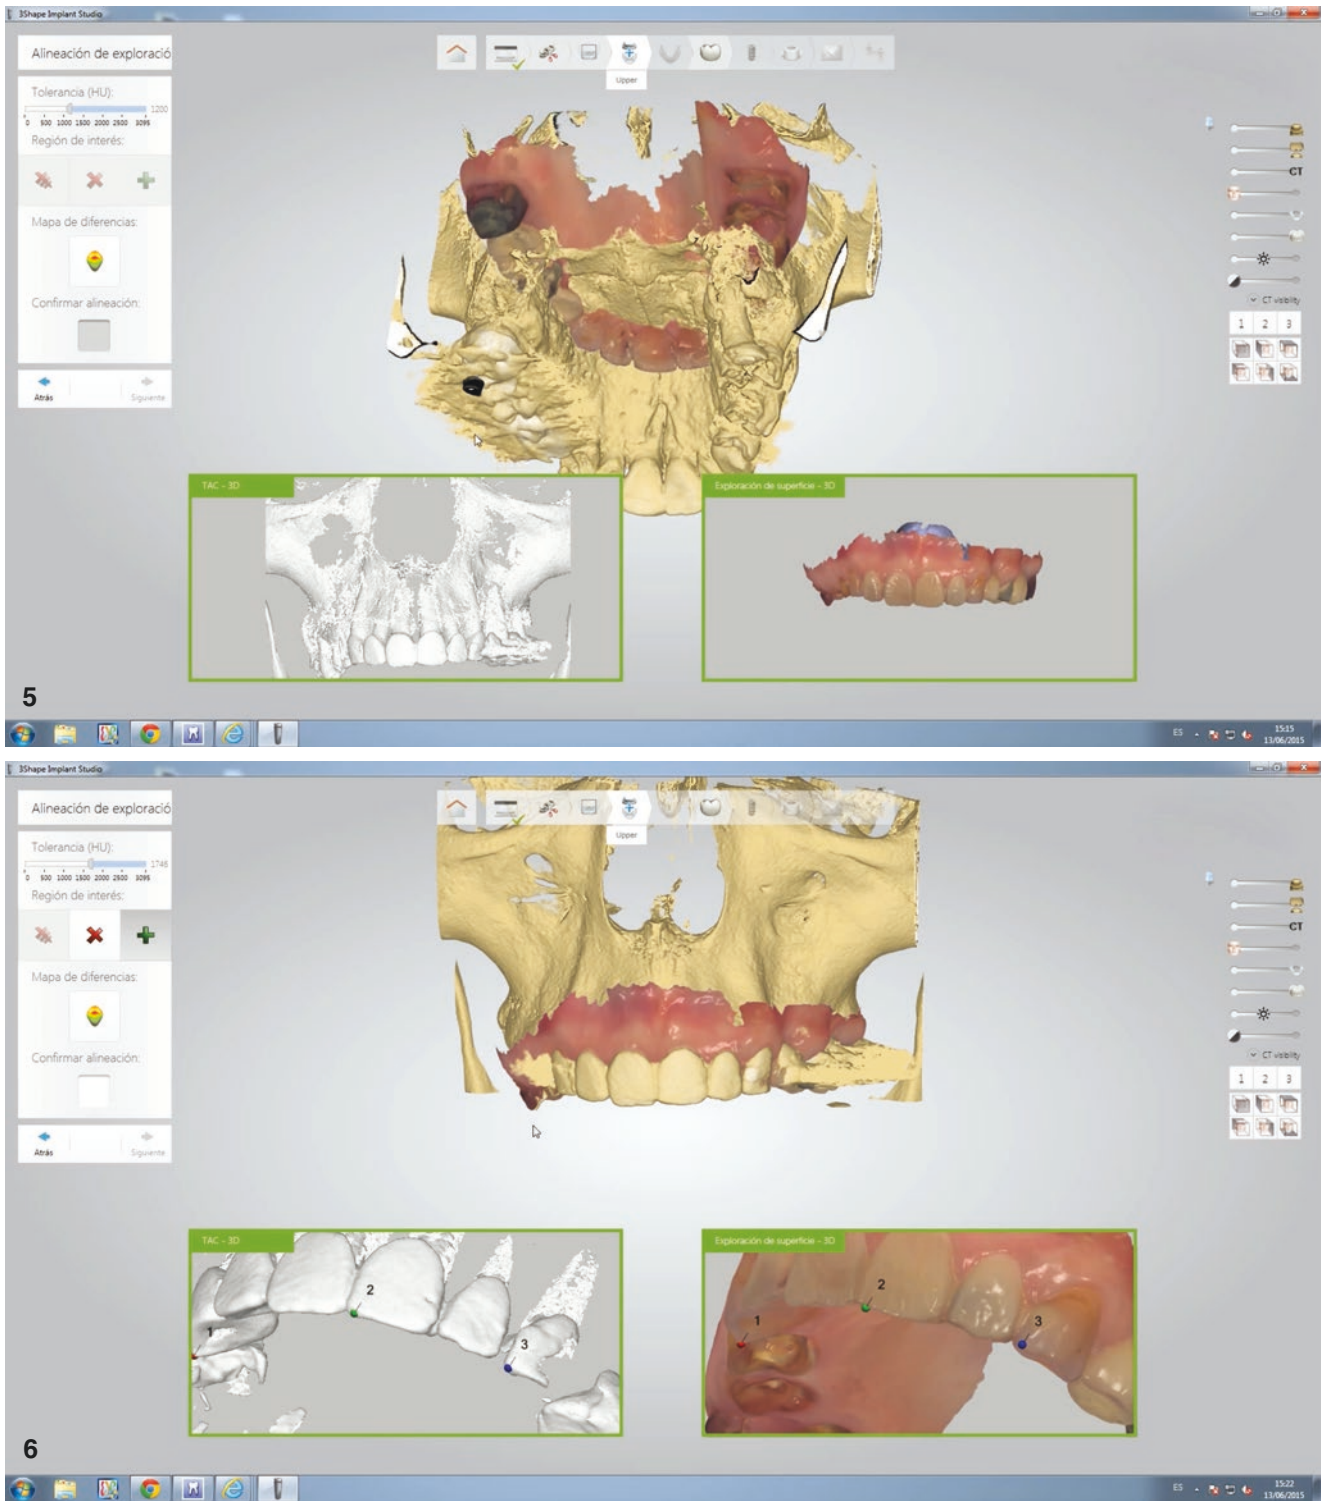 3Shape Implant Studio
Alineación de exploració
Upper
Tolerancia (HU):
1200
0 500 1000 1500 2000 2500 3095
Región de interés:
CT
Mapa de diferencias:
Confirmar alineación:
CT visibility
1 2 3
Atrás Siguiente
TAC - 3D
Exploración de superficie - 3D
5
ES 15:15
13/06/2015
3Shape Implant Studio
Alineación de exploració
Upper
Tolerancia (HU):
1746
0 500 1000 1500 2000 2500 3095
Región de interés:
CT
Mapa de diferencias:
Confirmar alineación:
CT visibility
1 2 3
Atrás Siguiente
TAC - 3D
1
2
3
Exploración de superficie - 3D
1
2
3
6
ES 15:22
13/06/2015